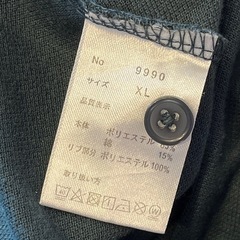 No 9990
サイズ XL
品質表示
本体 ポリエステル
綿 15%
リブ部分 ポリエステル100%
取り扱い方